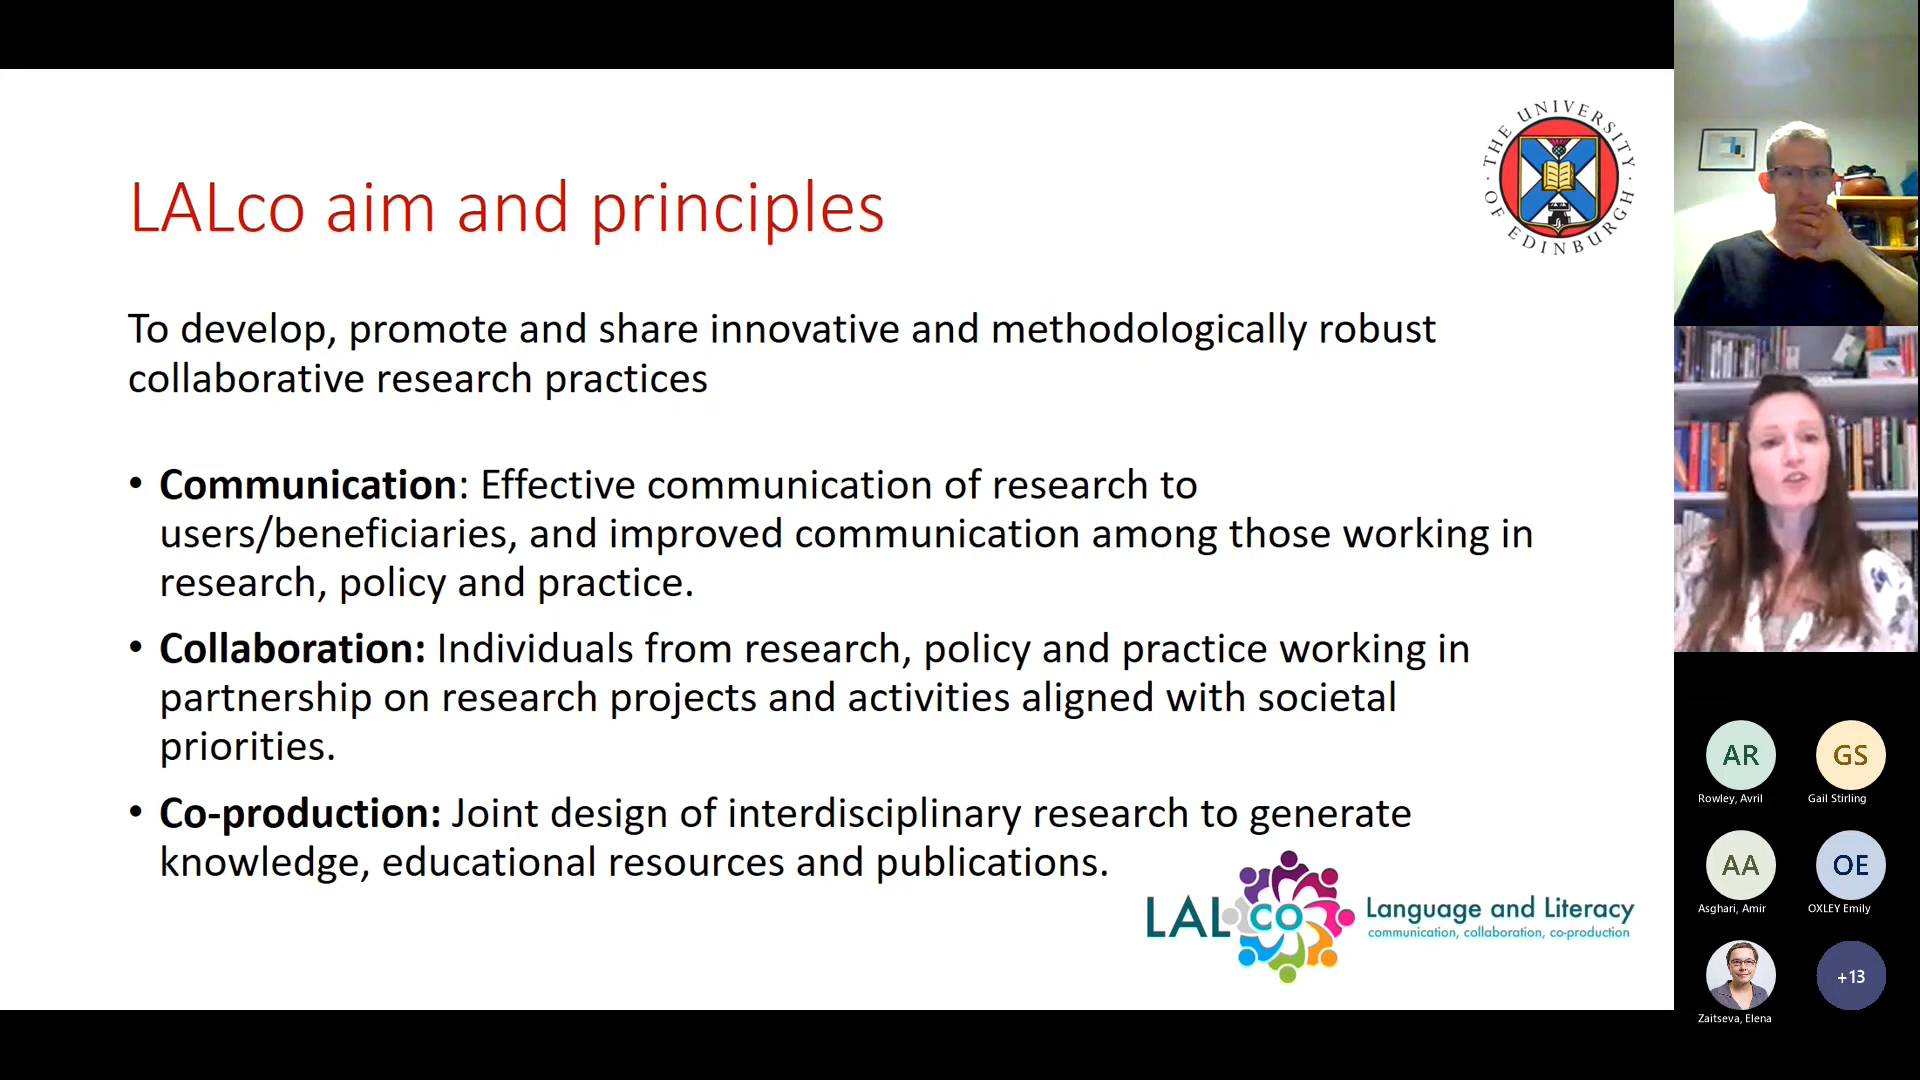 THE UNIVERSITY OF EDINBURGH
LALco aim and principles
To develop, promote and share innovative and methodologically robust
collaborative research practices
• Communication: Effective communication of research to
users/beneficiaries, and improved communication among those working in
research, policy and practice.
• Collaboration: Individuals from research, policy and practice working in
partnership on research projects and activities aligned with societal
priorities.
• Co-production: Joint design of interdisciplinary research to generate
knowledge, educational resources and publications.
LALco
Language and Literacy
communication, collaboration, co-production
AR
GS
Rowley, Avril
Gail Stirling
AA
OE
Asghari, Amir
OXLEY Emily
+13
Zaitseva, Elena